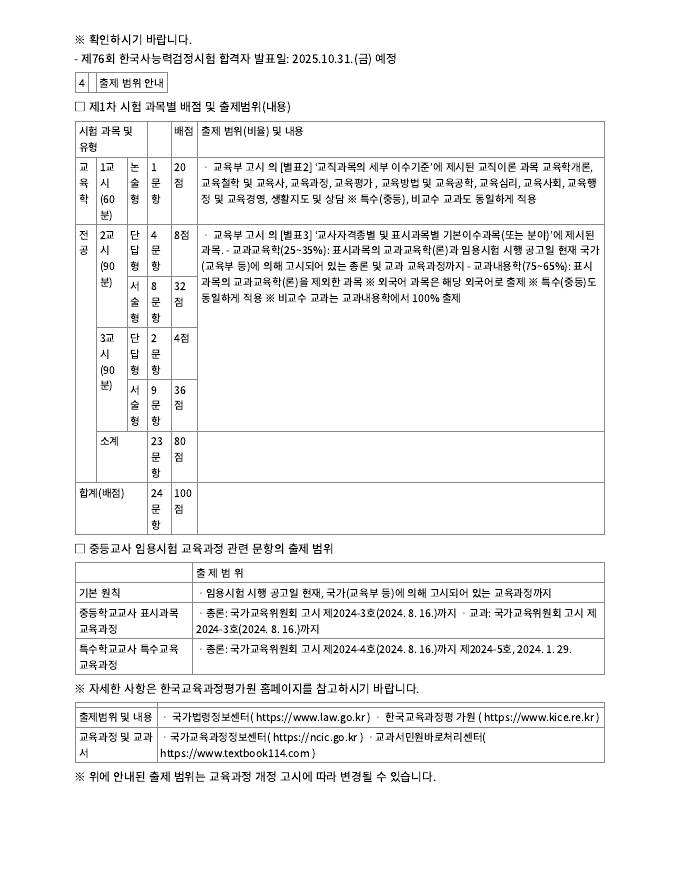 ※ 확인하시기 바랍니다.
- 제76회 한국사능력검정시험 합격자 발표일: 2025.10.31.(금) 예정
4 출제 범위 안내
□ 제1차 시험 과목별 배점 및 출제범위(내용)
시험 과목 및
유형
배점
출제 범위(비율) 및 내용
교
육
학
1교
시
(60
분)
논
술
형
1
문
항
20
점
· 교육부 고시 의 [별표2] ‘교직과목의 세부 이수기준’에 제시된 교직이론 과목 교육학개론,
교육철학 및 교육사, 교육과정, 교육평가, 교육방법 및 교육공학, 교육심리, 교육사회, 교육행
정 및 교육경영, 생활지도 및 상담 ※ 특수(중등), 비교수 교과도 동일하게 적용
전
공
2교
시
(90
분)
단
답
형
4
문
항
8점
· 교육부 고시 의 [별표3] ‘교사자격종별 및 표시과목별 기본이수과목(또는 분야)’에 제시된
과목. - 교과교육학(25~35%): 표시과목의 교과교육학(론)과 임용시험 시행 공고일 현재 국가
(교육부 등)에 의해 고시되어 있는 총론 및 교과 교육과정까지 - 교과내용학(75~65%): 표시
과목의 교과교육학(론)을 제외한 과목 ※ 외국어 과목은 해당 외국어로 출제 ※ 특수(중등)도
동일하게 적용 ※ 비교수 교과는 교과내용학에서 100% 출제
서
술
형
8
문
항
32
점
3교
시
(90
분)
단
답
형
2
문
항
4점
서
술
형
9
문
항
36
점
소계
23
문
항
80
점
합계(배점)
24
문
항
100
점
□ 중등교사 임용시험 교육과정 관련 문항의 출제 범위
출 제 범 위
기본 원칙
· 임용시험 시행 공고일 현재, 국가(교육부 등)에 의해 고시되어 있는 교육과정까지
중등학교교사 표시과목
교육과정
· 총론: 국가교육위원회 고시 제2024-3호(2024. 8. 16.)까지 · 교과: 국가교육위원회 고시 제
2024-3호(2024. 8. 16.)까지
특수학교교사 특수교육
교육과정
· 총론: 국가교육위원회 고시 제2024-4호(2024. 8. 16.)까지 제2024-5호, 2024. 1. 29.
※ 자세한 사항은 한국교육과정평가원 홈페이지를 참고하시기 바랍니다.
출제범위 및 내용
· 국가법령정보센터( https://www.law.go.kr ) · 한국교육과정평 가원 ( https://www.kice.re.kr )
교육과정 및 교과
서
· 국가교육과정정보센터( https://ncic.go.kr ) · 교과서민원바로처리센터(
https://www.textbook114.com )
※ 위에 안내된 출제 범위는 교육과정 개정 고시에 따라 변경될 수 있습니다.